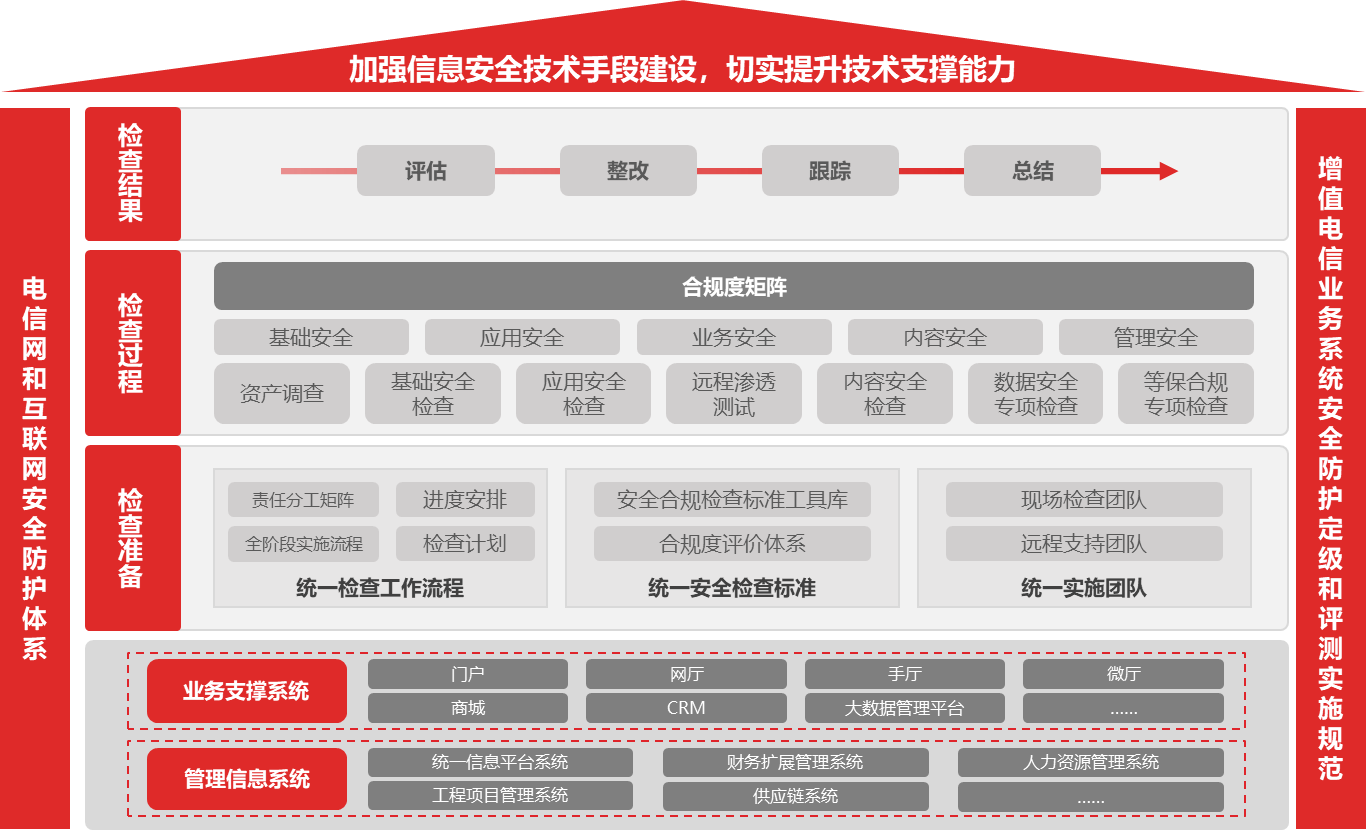 加强信息安全技术手段建设，切实提升技术支撑能力
电信网和互联网安全防护体系
检查结果
评估
整改
跟踪
总结
检查过程
合规度矩阵
基础安全
应用安全
业务安全
内容安全
管理安全
资产调查
基础安全
检查
应用安全
检查
远程渗透
测试
内容安全
检查
数据安全
专项检查
等保合规
专项检查
检查准备
责任分工矩阵
进度安排
全阶段实施流程
检查计划
统一检查工作流程
安全合规检查标准工具库
合规度评价体系
统一安全检查标准
现场检查团队
远程支持团队
统一实施团队
业务支撑系统
门户
网厅
手厅
微厅
商城
CRM
大数据管理平台
......
管理信息系统
统一信息平台系统
财务扩展管理系统
人力资源管理系统
工程项目管理系统
供应链系统
......
增值电信业务系统安全防护定级和评测实施规范